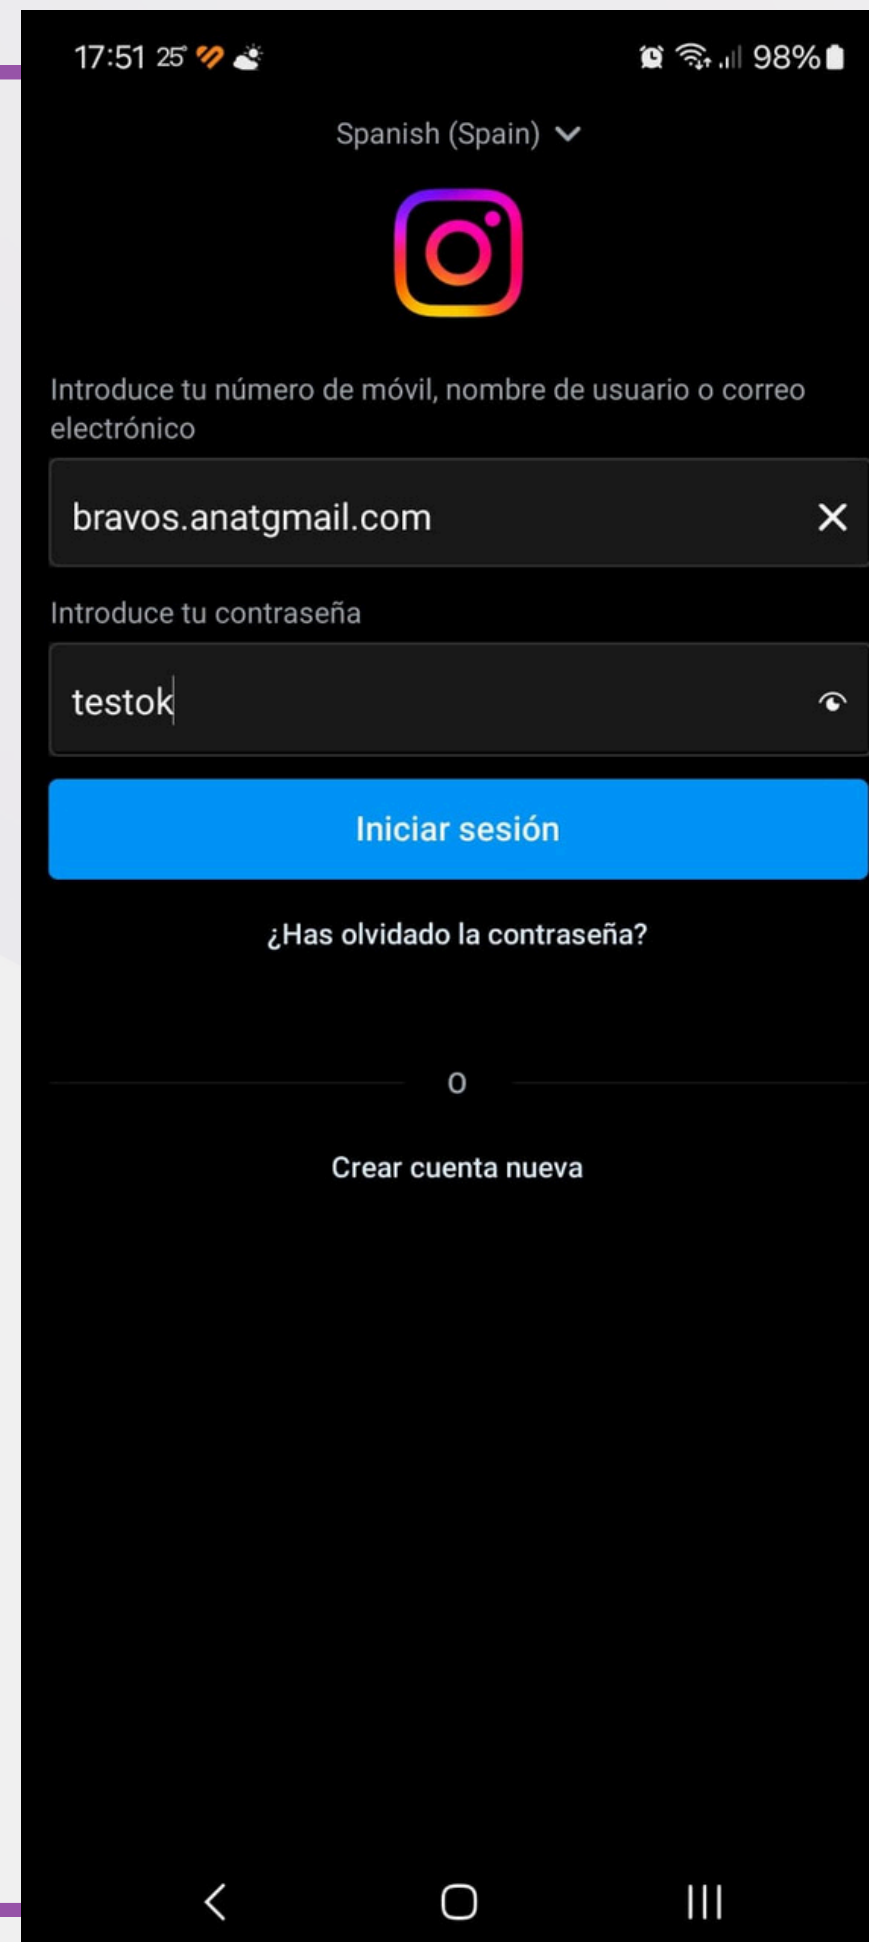 17:51 25° 98%
Spanish (Spain)
Introduce tu número de móvil, nombre de usuario o correo
electrónico
bravos.anatgmail.com
Introduce tu contraseña
testok
Iniciar sesión
¿Has olvidado la contraseña?
O
Crear cuenta nueva